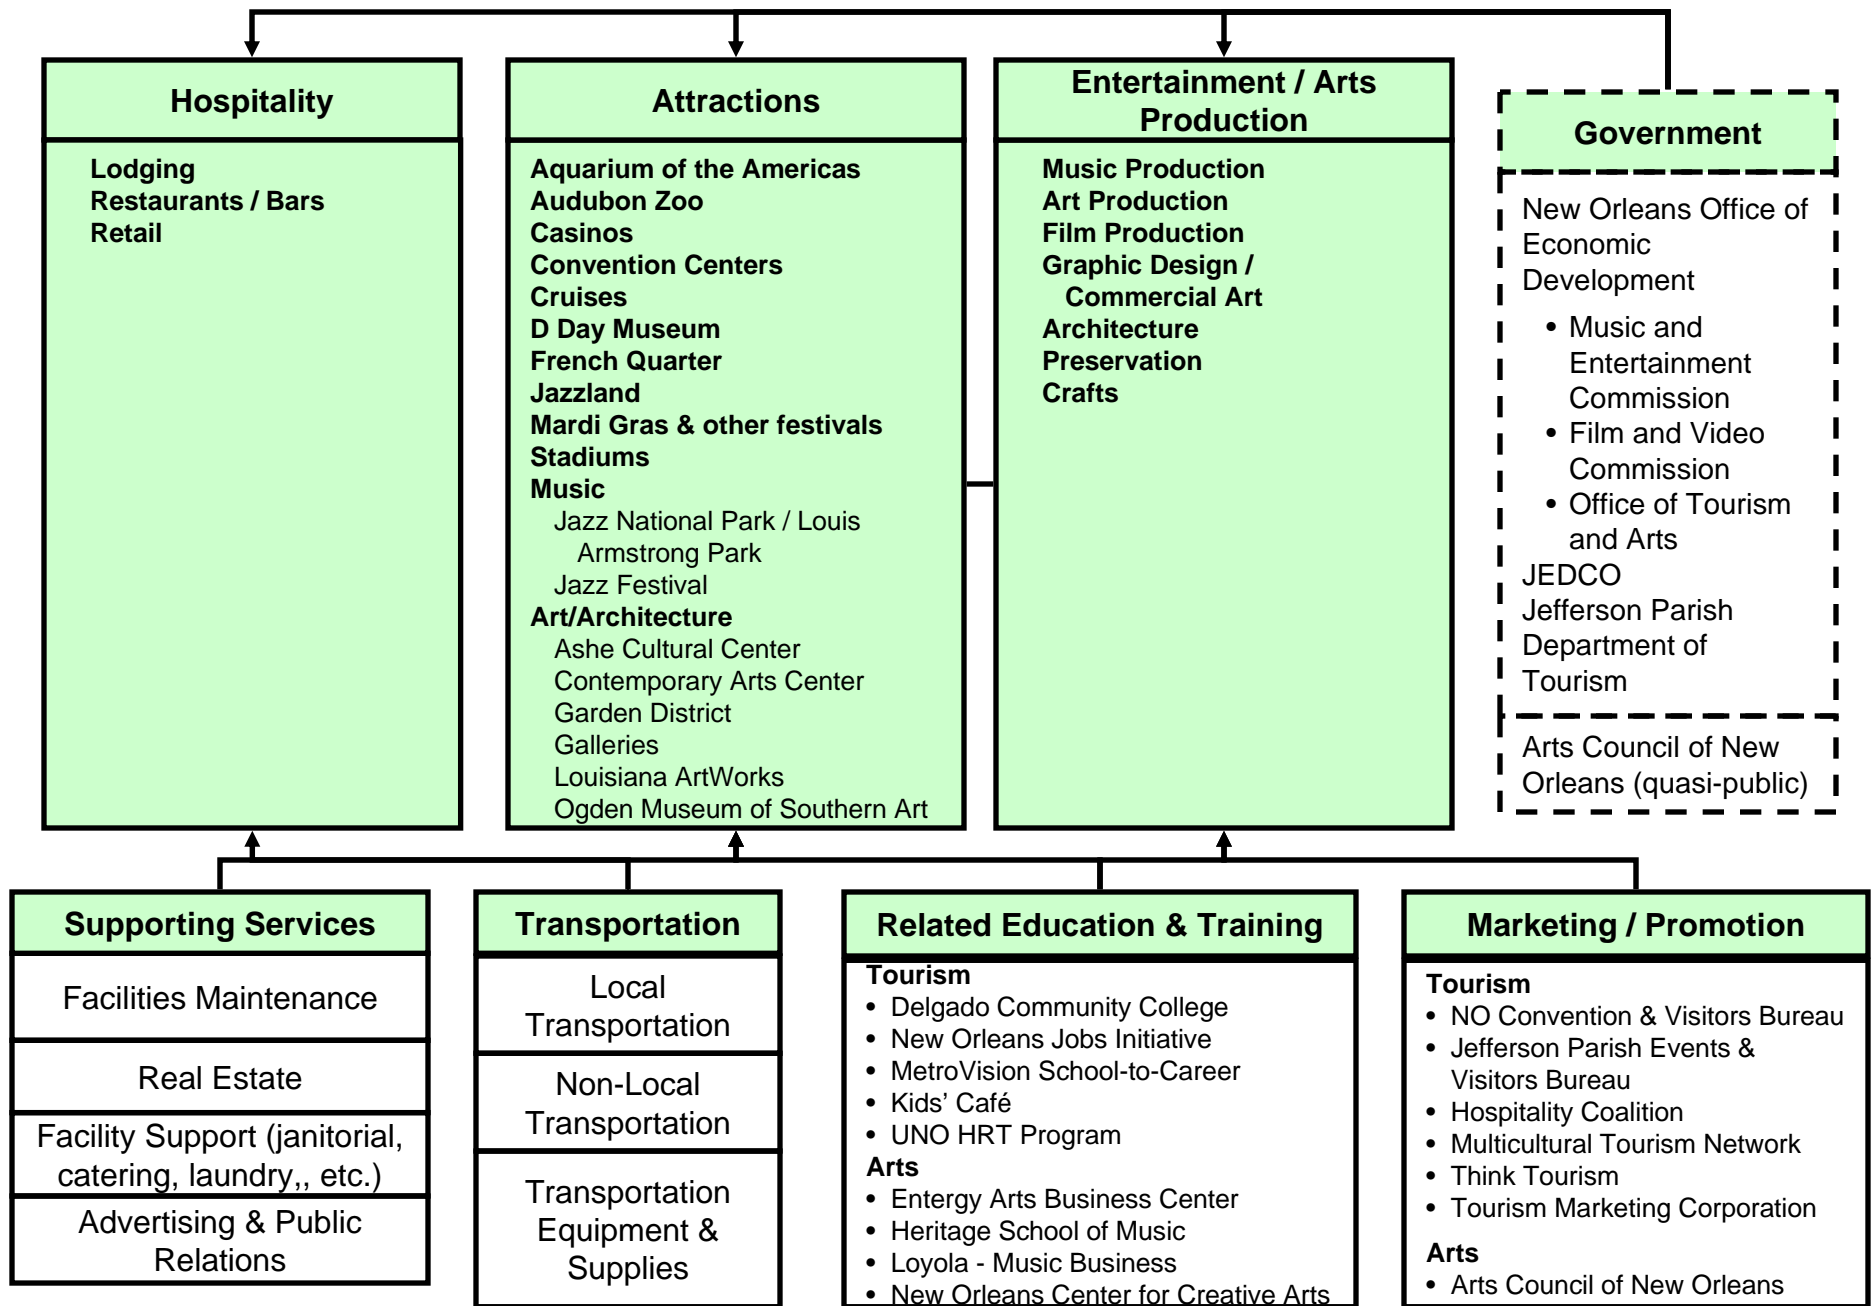 Hospitality
Lodging
Restaurants / Bars
Retail
Attractions
Aquarium of the Americas
Audubon Zoo
Casinos
Convention Centers
Cruises
D Day Museum
French Quarter
Jazzland
Mardi Gras & other festivals
Stadiums
Music
Jazz National Park / Louis
Armstrong Park
Jazz Festival
Art/Architecture
Ashe Cultural Center
Contemporary Arts Center
Garden District
Galleries
Louisiana ArtWorks
Ogden Museum of Southern Art
Entertainment / Arts
Production
Music Production
Art Production
Film Production
Graphic Design /
Commercial Art
Architecture
Preservation
Crafts
Government
New Orleans Office of
Economic
Development
• Music and
Entertainment
Commission
• Film and Video
Commission
• Office of Tourism
and Arts
JEDCO
Jefferson Parish
Department of
Tourism
Arts Council of New
Orleans (quasi-public)
Supporting Services
Facilities Maintenance
Real Estate
Facility Support (janitorial,
catering, laundry,, etc.)
Advertising & Public
Relations
Transportation
Local
Transportation
Non-Local
Transportation
Transportation
Equipment &
Supplies
Related Education & Training
Tourism
• Delgado Community College
• New Orleans Jobs Initiative
• MetroVision School-to-Career
• Kids’ Café
• UNO HRT Program
Arts
• Entergy Arts Business Center
• Heritage School of Music
• Loyola - Music Business
• New Orleans Center for Creative Arts
Marketing / Promotion
Tourism
• NO Convention & Visitors Bureau
• Jefferson Parish Events &
Visitors Bureau
• Hospitality Coalition
• Multicultural Tourism Network
• Think Tourism
• Tourism Marketing Corporation
Arts
• Arts Council of New Orleans